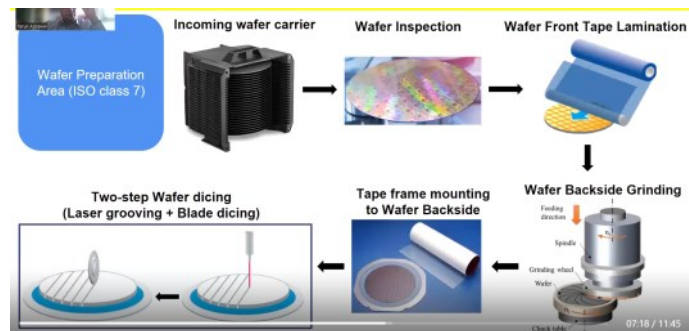 Incoming wafer carrier
Wafer Inspection
Wafer Front Tape Lamination
Wafer Preparation
Area (ISO class 7)
Two-step Wafer dicing
(Laser grooving + Blade dicing)
Tape frame mounting
to Wafer Backside
Wafer Backside Grinding
Feeding
direction
Spindle
Grinding wheel
Wafer
Chuck table
07:18 / 11:45